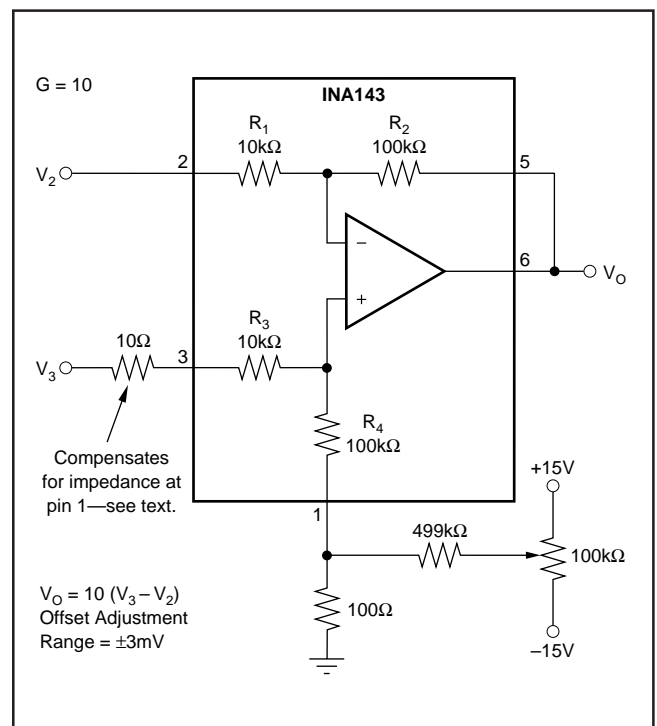 G = 10
INA143
R1
10kΩ
R2
100kΩ
V2
2
5
6
VO
R3
10kΩ
10Ω
V3
3
R4
100kΩ
Compensates
for impedance at
pin 1—see text.
1
+15V
499kΩ
100kΩ
100Ω
–15V
VO = 10 (V3 – V2)
Offset Adjustment
Range = ±3mV
−
+